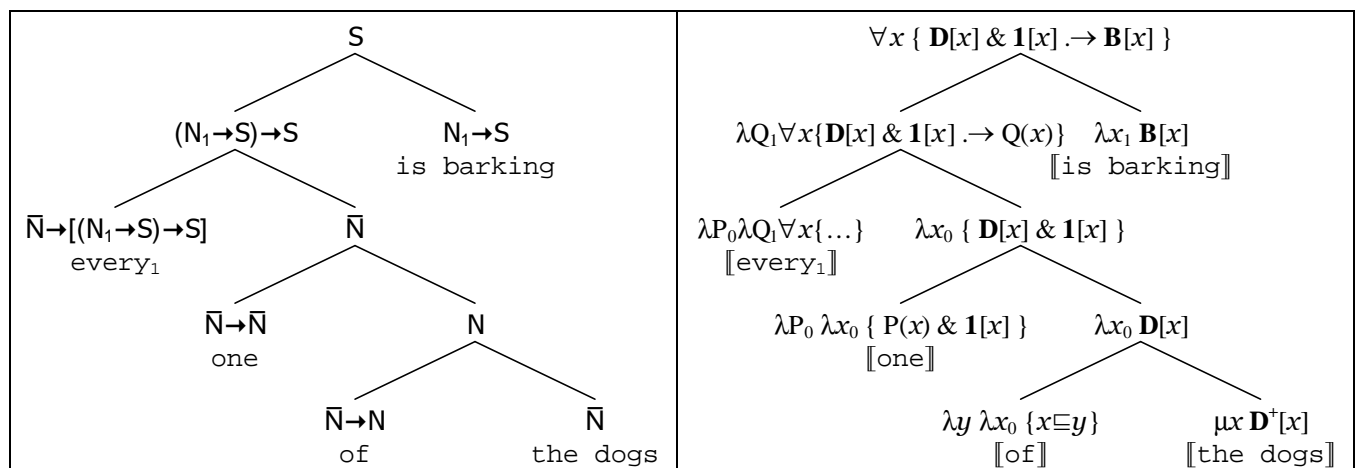 S
(N₁→S)→S N₁→S
is barking
N̄→[(N₁→S)→S] N̄
every₁
N̄→N̄ N
one
N̄→N N̄
of the dogs
∀x { D[x] & 1[x] .→ B[x] }
λQ₁∀x{D[x] & 1[x] .→ Q(x)} λx₁ B[x]
⟦is barking⟧
λP₀λQ₁∀x{…} λx₀ { D[x] & 1[x] }
⟦every₁⟧
λP₀ λx₀ { P(x) & 1[x] } λx₀ D[x]
⟦one⟧
λy λx₀ {x⊑y} μx D⁺[x]
⟦of⟧ ⟦the dogs⟧